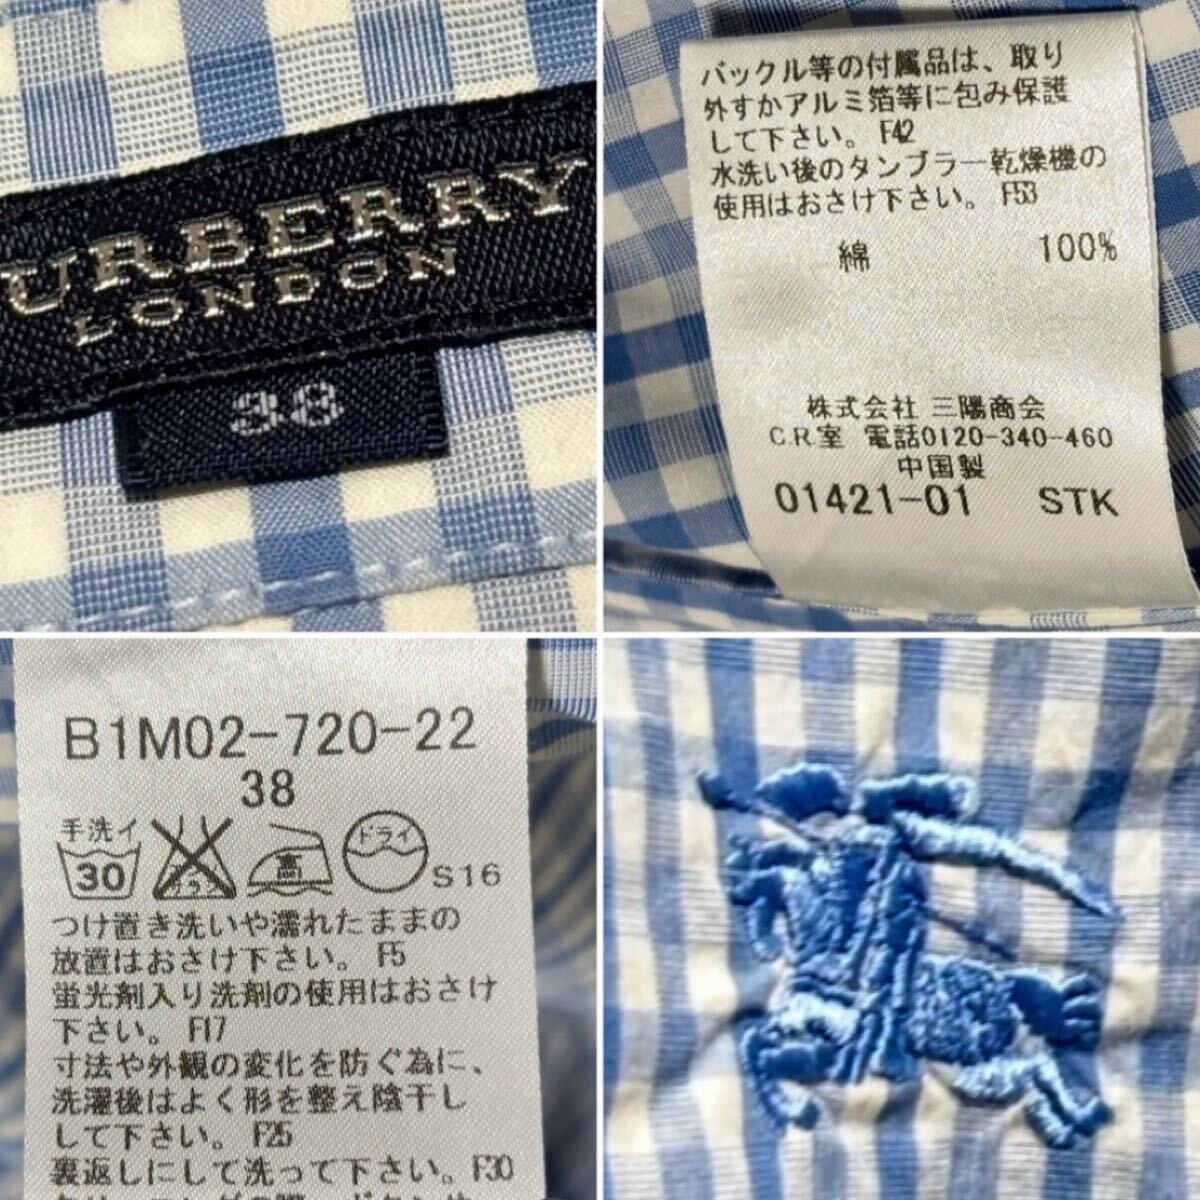 URBERRY
LONDON
38
バックル等の付属品は、取り
外すかアルミ箔等に包み保護
して下さい。 F42
水洗い後のタンブラー乾燥機の
使用はおさけ下さい。 F53
綿 100%
株式会社 三陽商会
C.R.室 電話0120-340-460
中国製
01421-01 STK
B1M02-720-22
38
手洗イ
30
サラシ
高
ドライ
S16
つけ置き洗いや濡れたままの
放置はおさけ下さい。 F5
蛍光剤入り洗剤の使用はおさけ
下さい。 F17
寸法や外観の変化を防ぐ為に、
洗濯後はよく形を整え陰干し
して下さい。 F25
裏返しにして洗って下さい。 F30